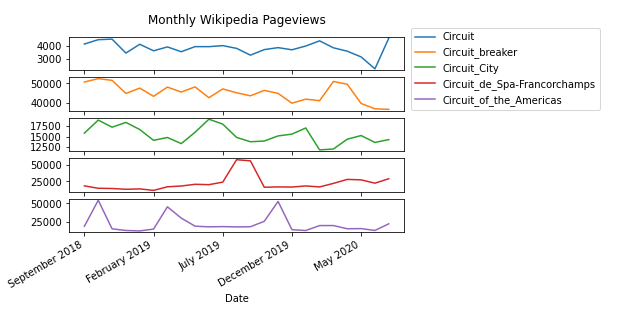 Monthly Wikipedia Pageviews
Circuit
Circuit_breaker
Circuit_City
Circuit_de_Spa-Francorchamps
Circuit_of_the_Americas
4000
3000
50000
40000
17500
15000
12500
50000
25000
50000
25000
September 2018
February 2019
July 2019
December 2019
May 2020
Date